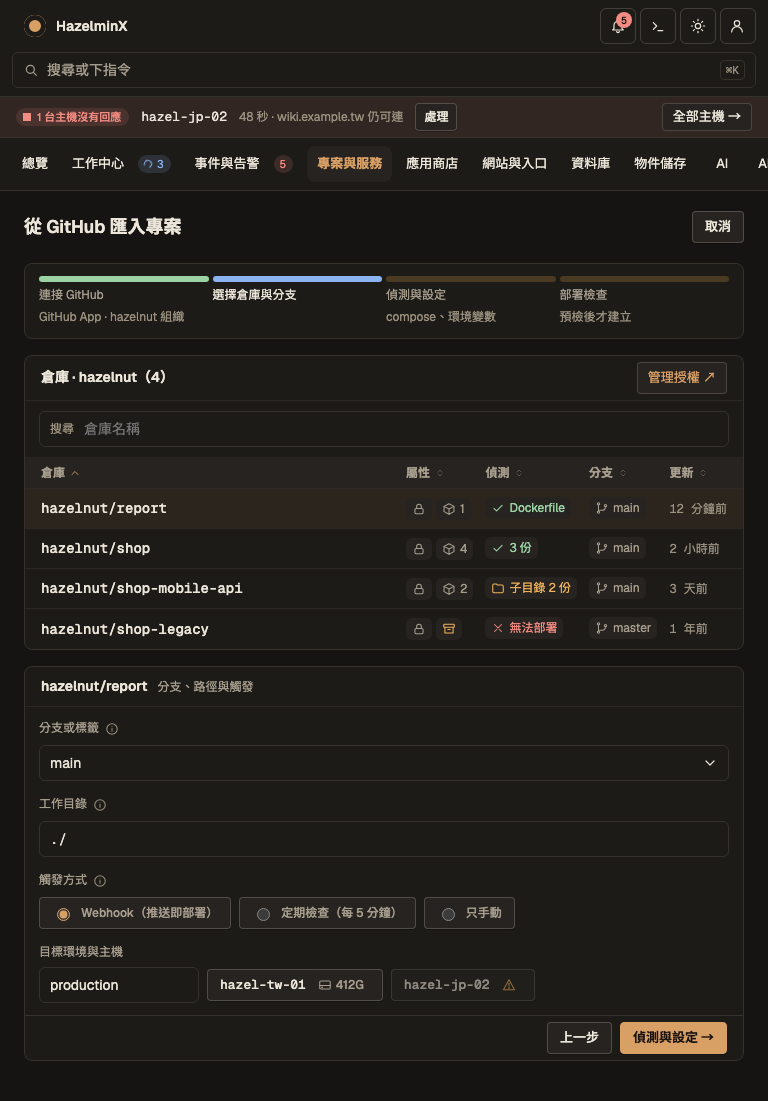 HazelminX
5
搜尋或下指令
⌘K
1 台主機沒有回應 hazel-jp-02 48 秒 · wiki.example.tw 仍可連 處理 全部主機 →
總覽 工作中心 3 事件與告警 5 專案與服務 應用商店 網站與入口 資料庫 物件儲存 AI
從 GitHub 匯入專案 取消
連接 GitHub 選擇倉庫與分支 偵測與設定 部署檢查
GitHub App · hazelnut 組織 compose、環境變數 預檢後才建立
倉庫 · hazelnut（4） 管理授權 ↗
搜尋 倉庫名稱
倉庫 屬性 偵測 分支 更新
hazelnut/report 1 Dockerfile main 12 分鐘前
hazelnut/shop 4 3 份 main 2 小時前
hazelnut/shop-mobile-api 2 子目錄 2 份 main 3 天前
hazelnut/shop-legacy 無法部署 master 1 年前
hazelnut/report 分支、路徑與觸發
分支或標籤
main
工作目錄
./
觸發方式
Webhook（推送即部署） 定期檢查（每 5 分鐘） 只手動
目標環境與主機
production hazel-tw-01 412G hazel-jp-02
上一步 偵測與設定 →